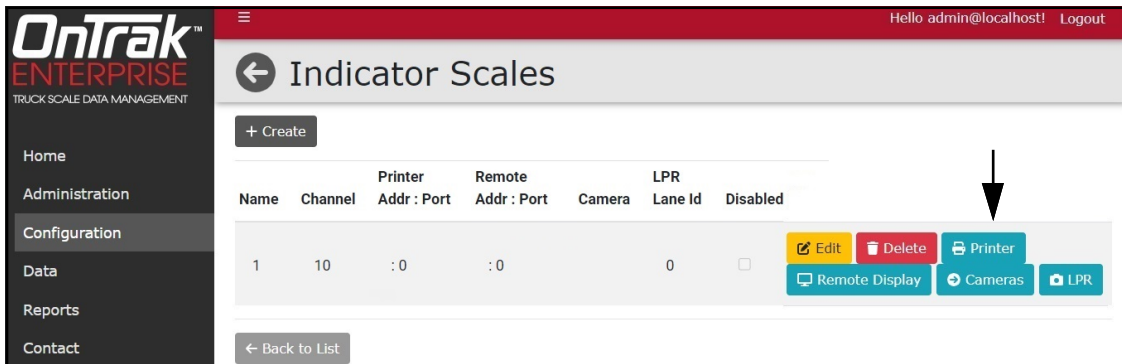 OnTrak™
ENTERPRISE
TRUCK SCALE DATA MANAGEMENT
Home
Administration
Configuration
Data
Reports
Contact
Hello admin@localhost! Logout
Indicator Scales
+ Create
Name Channel Printer Addr : Port Remote Addr : Port Camera LPR Lane Id Disabled
1 10 : 0 : 0 0
Edit Delete Printer
Remote Display Cameras LPR
← Back to List